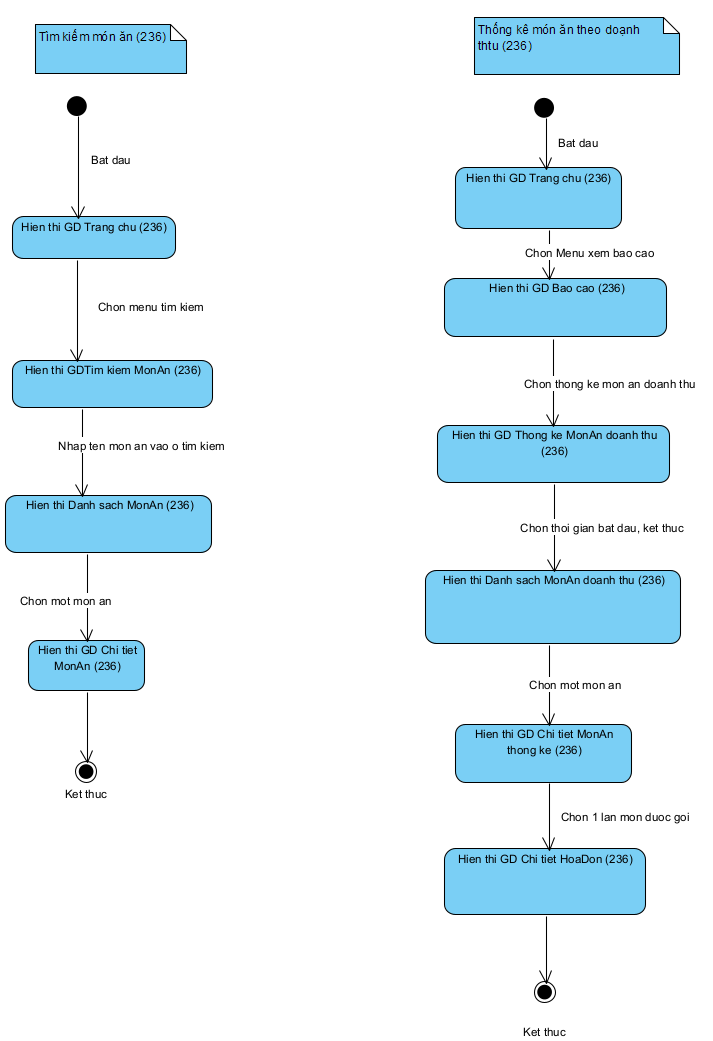 Tìm kiếm món ăn (236)
Bat dau
Hien thi GD Trang chu (236)
Chon menu tim kiem
Hien thi GDTim kiem MonAn (236)
Nhap ten mon an vao o tim kiem
Hien thi Danh sach MonAn (236)
Chon mot mon an
Hien thi GD Chi tiet
MonAn (236)
Ket thuc
Thống kê món ăn theo doạnh
thtu (236)
Bat dau
Hien thi GD Trang chu (236)
Chon Menu xem bao cao
Hien thi GD Bao cao (236)
Chon thong ke mon an doanh thu
Hien thi GD Thong ke MonAn doanh thu
(236)
Chon thoi gian bat dau, ket thuc
Hien thi Danh sach MonAn doanh thu (236)
Chon mot mon an
Hien thi GD Chi tiet MonAn
thong ke (236)
Chon 1 lan mon duoc goi
Hien thi GD Chi tiet HoaDon (236)
Ket thuc